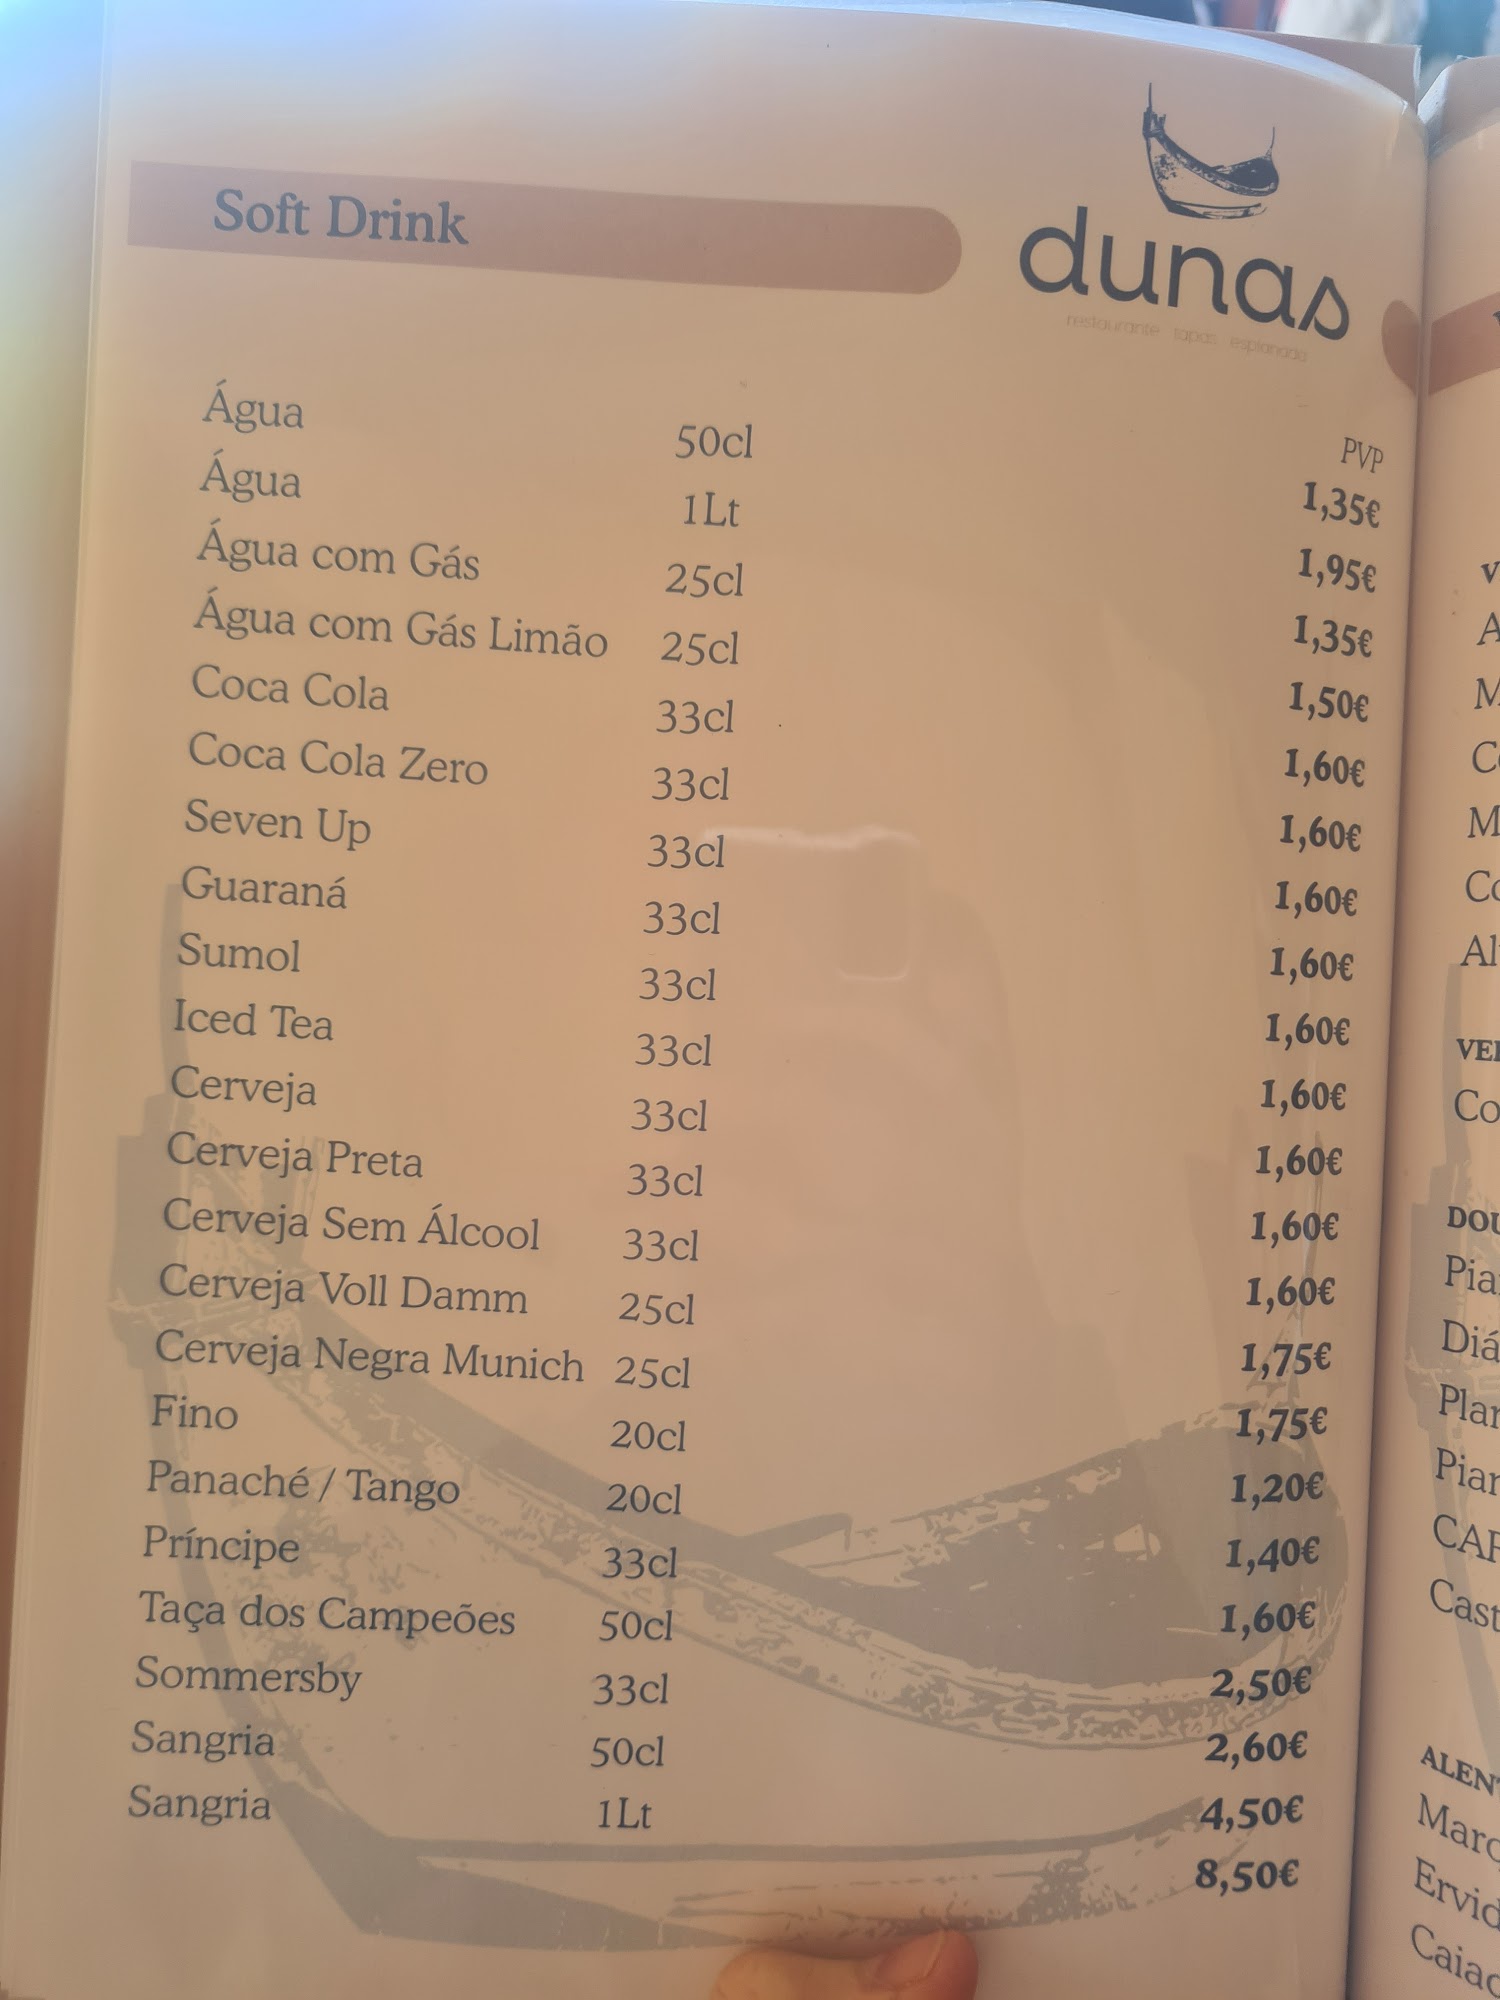 Soft Drink
dunas
restaurante tapas esplanada
PVP
Água 50cl 1,35€
Água 1Lt 1,95€
Água com Gás 25cl 1,35€
Água com Gás Limão 25cl 1,50€
Coca Cola 33cl 1,60€
Coca Cola Zero 33cl 1,60€
Seven Up 33cl 1,60€
Guaraná 33cl 1,60€
Sumol 33cl 1,60€
Iced Tea 33cl 1,60€
Cerveja 33cl 1,60€
Cerveja Preta 33cl 1,60€
Cerveja Sem Álcool 33cl 1,60€
Cerveja Voll Damm 25cl 1,75€
Cerveja Negra Munich 25cl 1,75€
Fino 20cl 1,20€
Panaché / Tango 20cl 1,40€
Príncipe 33cl 1,60€
Taça dos Campeões 50cl 2,50€
Sommersby 33cl 2,60€
Sangria 50cl 4,50€
Sangria 1Lt 8,50€